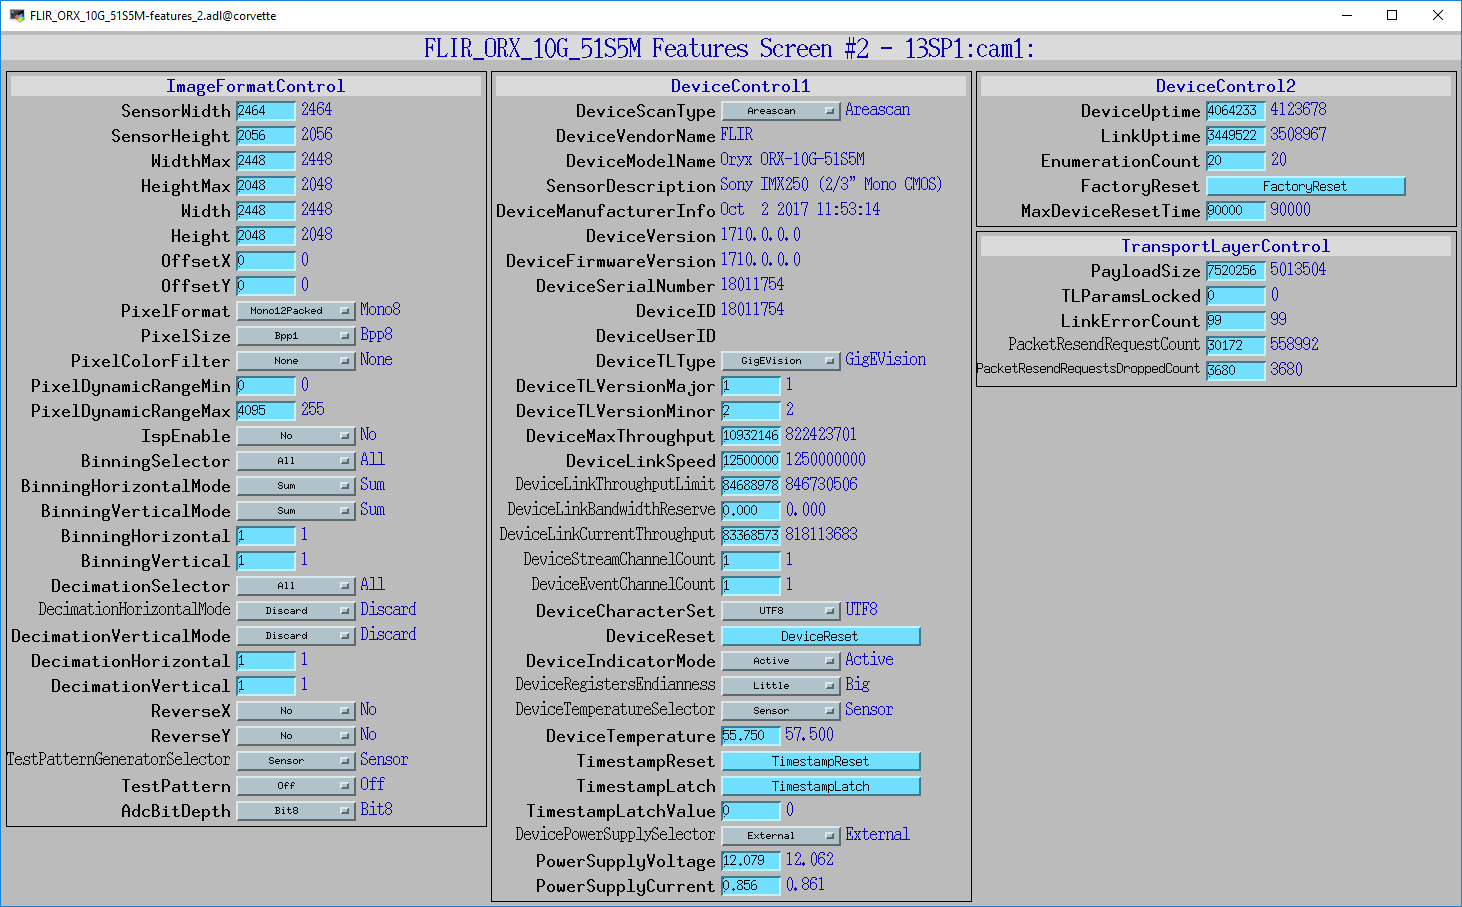 FLIR_ORX_10G_51S5M-features_2.adl@corvette
FLIR_ORX_10G_51S5M Features Screen #2 - 13SP1:cam1:
ImageFormatControl
SensorWidth 2464 2464
SensorHeight 2056 2056
WidthMax 2448 2448
HeightMax 2048 2048
Width 2448 2448
Height 2048 2048
OffsetX 0 0
OffsetY 0 0
PixelFormat Mono12Packed Mono8
PixelSize Bpp1 Bpp8
PixelColorFilter None None
PixelDynamicRangeMin 0 0
PixelDynamicRangeMax 4095 255
IspEnable No No
BinningSelector All All
BinningHorizontalMode Sum Sum
BinningVerticalMode Sum Sum
BinningHorizontal 1 1
BinningVertical 1 1
DecimationSelector All All
DecimationHorizontalMode Discard Discard
DecimationVerticalMode Discard Discard
DecimationHorizontal 1 1
DecimationVertical 1 1
ReverseX No No
ReverseY No No
TestPatternGeneratorSelector Sensor Sensor
TestPattern Off Off
AdcBitDepth Bit8 Bit8
DeviceControl1
DeviceScanType Areascan Areascan
DeviceVendorName FLIR
DeviceModelName Oryx ORX-10G-51S5M
SensorDescription Sony IMX250 (2/3" Mono CMOS)
DeviceManufacturerInfo Oct  2 2017 11:53:14
DeviceVersion 1710.0.0.0
DeviceFirmwareVersion 1710.0.0.0
DeviceSerialNumber 18011754
DeviceID 18011754
DeviceUserID
DeviceTLType GigEVision GigEVision
DeviceTLVersionMajor 1 1
DeviceTLVersionMinor 2 2
DeviceMaxThroughput 10932146 822423701
DeviceLinkSpeed 12500000 1250000000
DeviceLinkThroughputLimit 84688978 846730506
DeviceLinkBandwidthReserve 0.000 0.000
DeviceLinkCurrentThroughput 83368573 818113683
DeviceStreamChannelCount 1 1
DeviceEventChannelCount 1 1
DeviceCharacterSet UTF8 UTF8
DeviceReset DeviceReset
DeviceIndicatorMode Active Active
DeviceRegistersEndianness Little Big
DeviceTemperatureSelector Sensor Sensor
DeviceTemperature 55.750 57.500
TimestampReset TimestampReset
TimestampLatch TimestampLatch
TimestampLatchValue 0 0
DevicePowerSupplySelector External External
PowerSupplyVoltage 12.079 12.062
PowerSupplyCurrent 0.856 0.861
DeviceControl2
DeviceUptime 4064233 4123678
LinkUptime 3449522 3508967
EnumerationCount 20 20
FactoryReset FactoryReset
MaxDeviceResetTime 90000 90000
TransportLayerControl
PayloadSize 7520256 5013504
TLParamsLocked 0 0
LinkErrorCount 99 99
PacketResendRequestCount 30172 558992
PacketResendRequestsDroppedCount 3680 3680